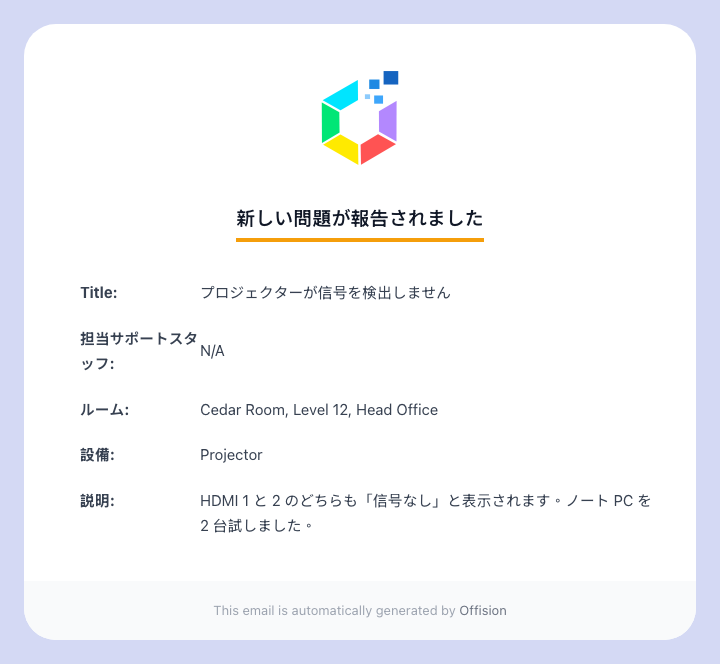 新しい問題が報告されました
Title: プロジェクターが信号を検出しません
担当サポートスタ
ッフ: N/A
ルーム: Cedar Room, Level 12, Head Office
設備: Projector
説明: HDMI 1 と 2 のどちらも「信号なし」と表示されます。ノート PC を
2 台試しました。
This email is automatically generated by Offision